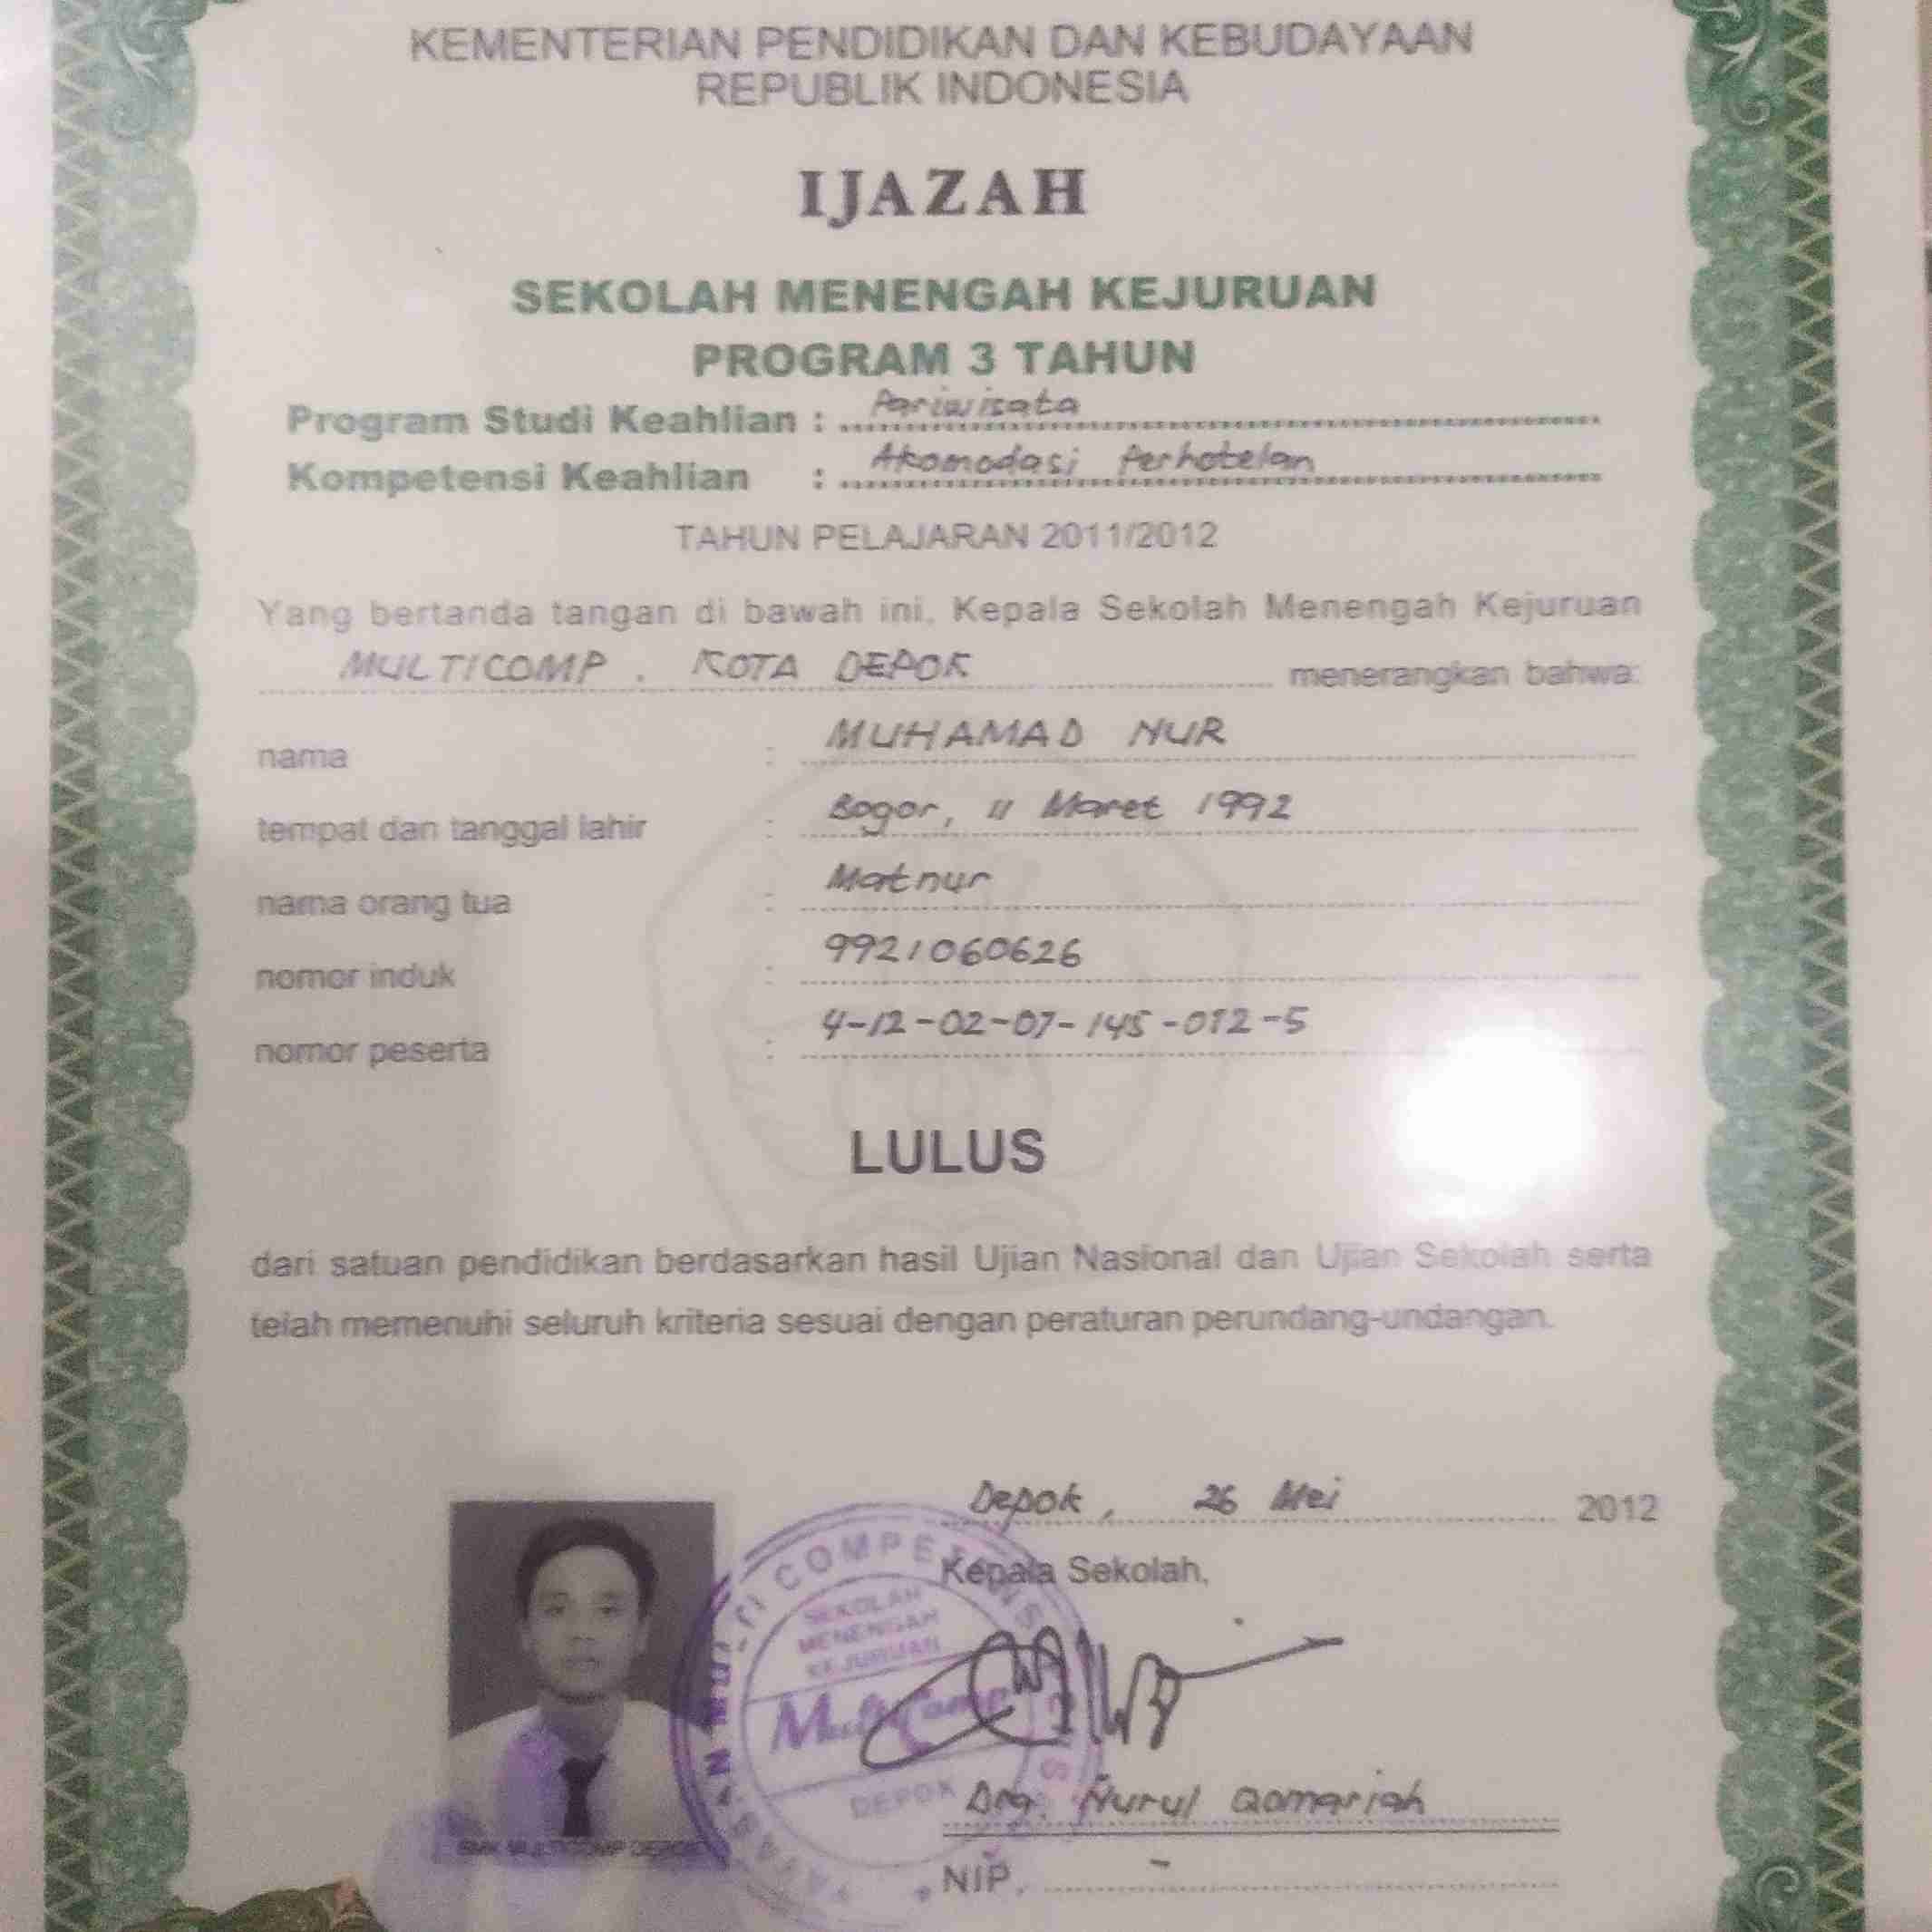 KEMENTERIAN PENDIDIKAN DAN KEBUDAYAAN
REPUBLIK INDONESIA
IJAZAH
SEKOLAH MENENGAH KEJURUAN
PROGRAM 3 TAHUN
Program Studi Keahlian : Pariwisata
Kompetensi Keahlian : Akomodasi Perhotelan
TAHUN PELAJARAN 2011/2012
Yang bertanda tangan di bawah ini, Kepala Sekolah Menengah Kejuruan
MULTICOMP . KOTA DEPOK menerangkan bahwa:
nama : MUHAMAD NUR
tempat dan tanggal lahir : Bogor, 11 Maret 1992
nama orang tua : Matnur
nomor induk : 9921060626
nomor peserta : 4-12-02-07-145-012-5
LULUS
dari satuan pendidikan berdasarkan hasil Ujian Nasional dan Ujian Sekolah serta
telah memenuhi seluruh kriteria sesuai dengan peraturan perundang-undangan.
Depok, 26 Mei 2012
Kepala Sekolah,
SEKOLAH
MENENGAH
KEJURUAN
MultiComp
DEPOK
Dra. Nurul Qomariah
SMK MULTICOMP DEPOK
NIP. -